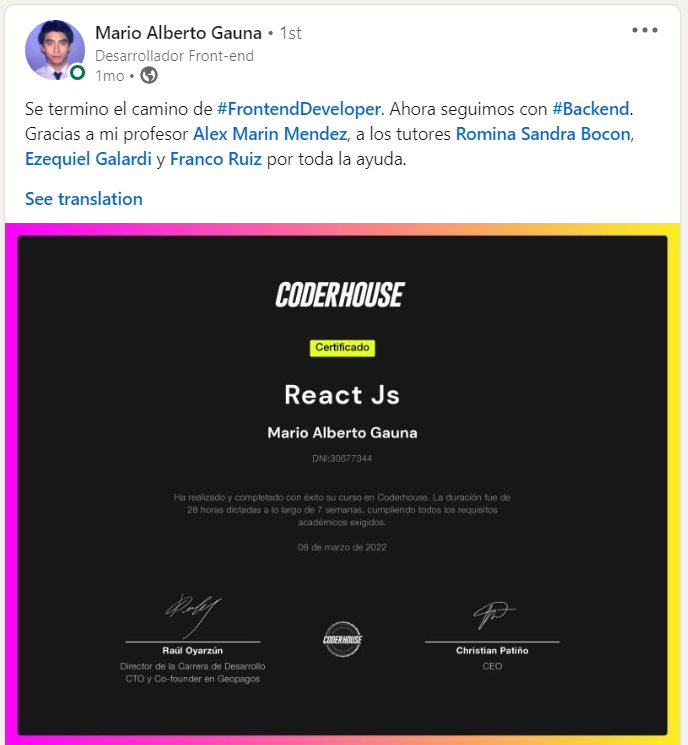 Mario Alberto Gauna • 1st
Desarrollador Front-end
1mo •
Se termino el camino de #FrontendDeveloper. Ahora seguimos con #Backend.
Gracias a mi profesor Alex Marin Mendez, a los tutores Romina Sandra Bocon,
Ezequiel Galardi y Franco Ruiz por toda la ayuda.
See translation
CODERHOUSE
Certificado
React Js
Mario Alberto Gauna
DNI:30677344
Ha realizado y completado con éxito su curso en Coderhouse. La duración fue de
28 horas dictadas a lo largo de 7 semanas, cumpliendo todos los requisitos
académicos exigidos.
08 de marzo de 2022
Raúl Oyarzún
Director de la Carrera de Desarrollo
CTO y Co-founder en Geopagos
CODERHOUSE
Christian Patiño
CEO